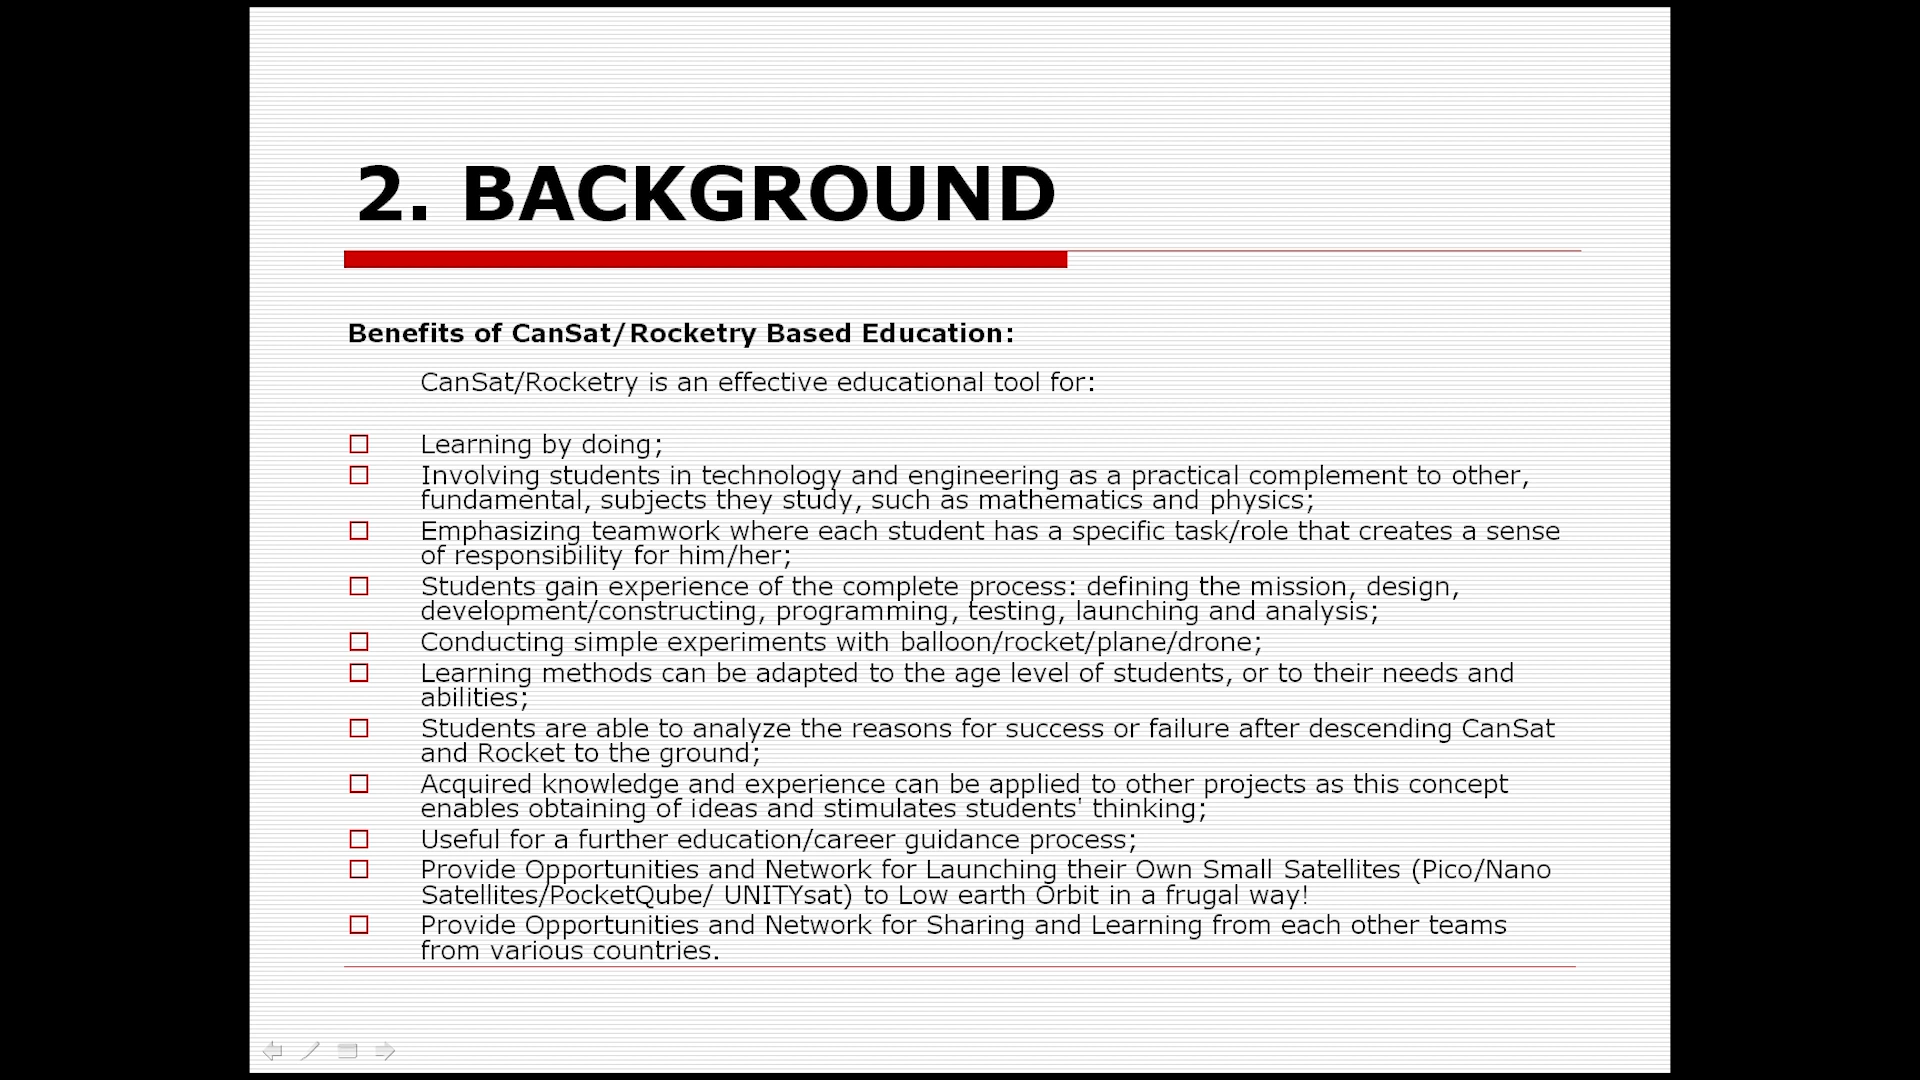 2. BACKGROUND
Benefits of CanSat/Rocketry Based Education:
CanSat/Rocketry is an effective educational tool for:
Learning by doing;
Involving students in technology and engineering as a practical complement to other,
fundamental, subjects they study, such as mathematics and physics;
Emphasizing teamwork where each student has a specific task/role that creates a sense
of responsibility for him/her;
Students gain experience of the complete process: defining the mission, design,
development/constructing, programming, testing, launching and analysis;
Conducting simple experiments with balloon/rocket/plane/drone;
Learning methods can be adapted to the age level of students, or to their needs and
abilities;
Students are able to analyze the reasons for success or failure after descending CanSat
and Rocket to the ground;
Acquired knowledge and experience can be applied to other projects as this concept
enables obtaining of ideas and stimulates students' thinking;
Useful for a further education/career guidance process;
Provide Opportunities and Network for Launching their Own Small Satellites (Pico/Nano
Satellites/PocketQube/ UNITYsat) to Low earth Orbit in a frugal way!
Provide Opportunities and Network for Sharing and Learning from each other teams
from various countries.